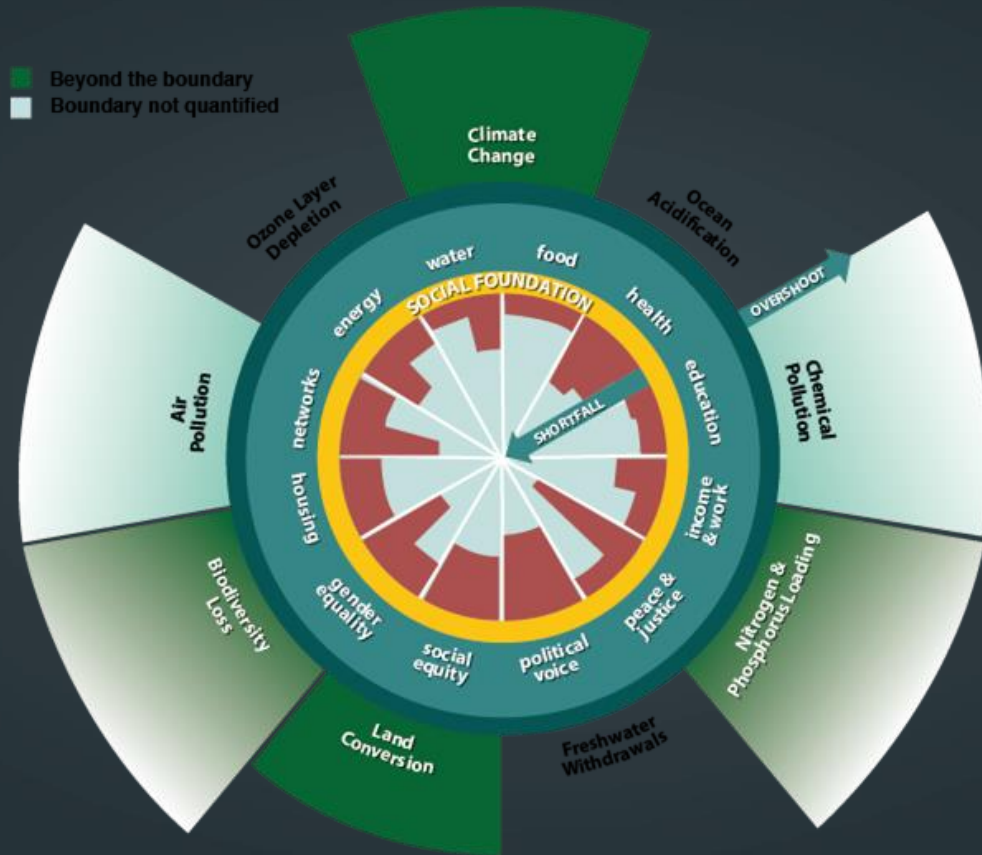 Beyond the boundary
Boundary not quantified
Climate
Change
Ozone Layer
Depletion
Ocean
Acidification
OVERSHOOT
water
food
SOCIAL FOUNDATION
energy
health
networks
education
SHORTFALL
Air
Pollution
Chemical
Pollution
housing
income
& work
gender
equality
peace &
justice
social
equity
political
voice
Biodiversity
Loss
Nitrogen &
Phosphorus Loading
Land
Conversion
Freshwater
Withdrawals